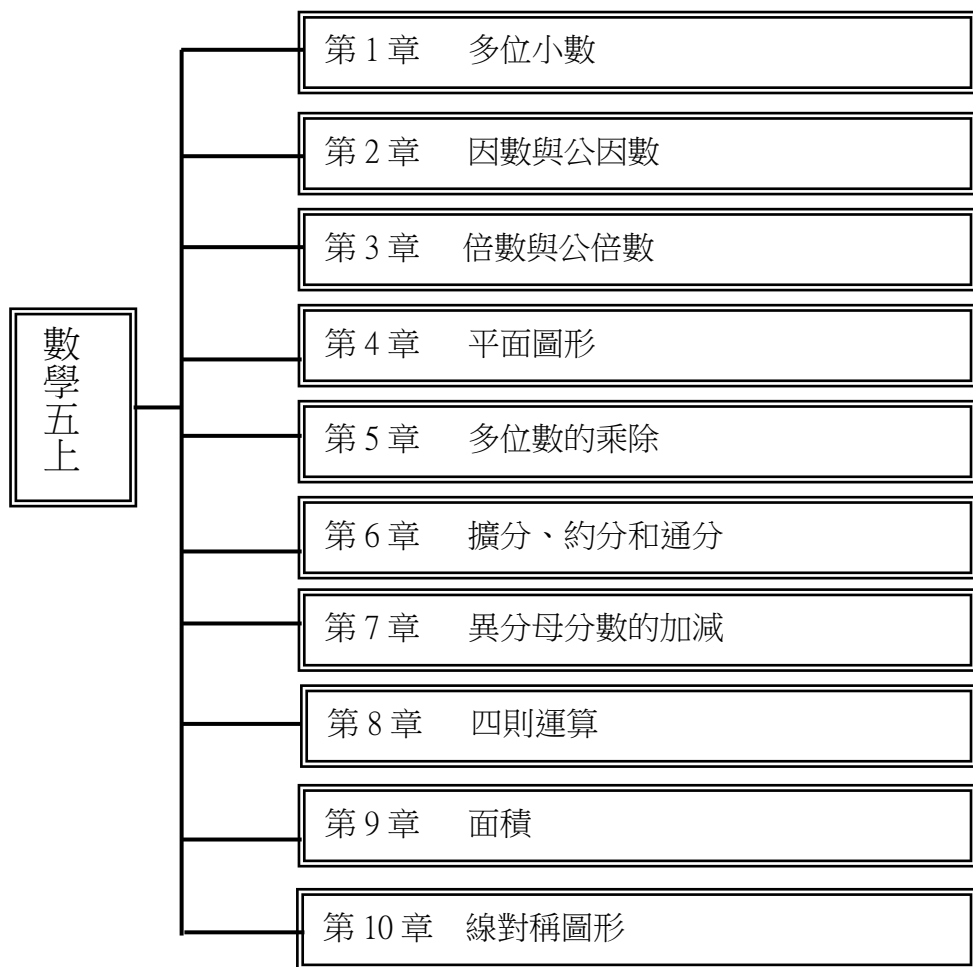 數學五上
第 1 章 多位小數
第 2 章 因數與公因數
第 3 章 倍數與公倍數
第 4 章 平面圖形
第 5 章 多位數的乘除
第 6 章 擴分、約分和通分
第 7 章 異分母分數的加減
第 8 章 四則運算
第 9 章 面積
第 10 章 線對稱圖形